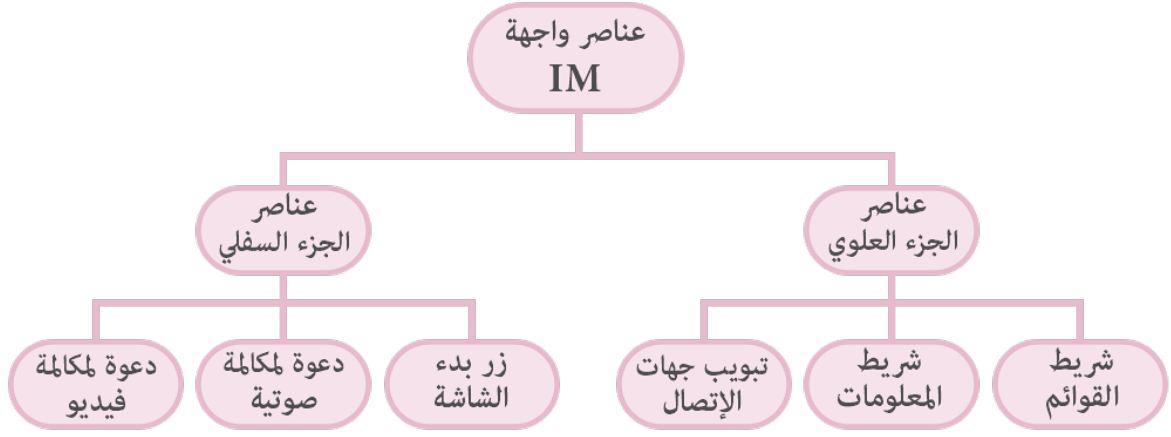 عناصر واجهة
IM
عناصر
الجزء العلوي
عناصر
الجزء السفلي
شريط
القوائم
شريط
المعلومات
تبويب جهات
الإتصال
زر بدء
الشاشة
دعوة لمكالمة
صوتية
دعوة لمكالمة
فيديو